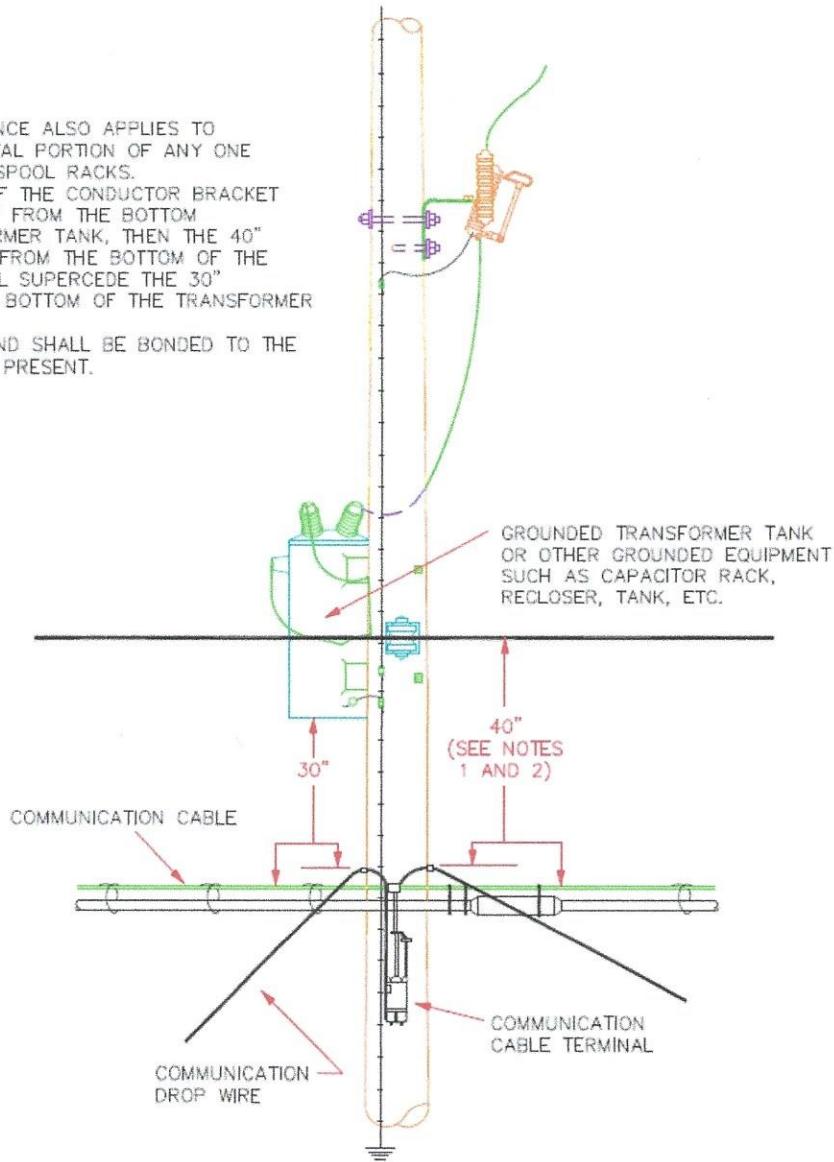 NCE ALSO APPLIES TO
AL PORTION OF ANY ONE
SPOOL RACKS.
F THE CONDUCTOR BRACKET
FROM THE BOTTOM
RMER TANK, THEN THE 40"
FROM THE BOTTOM OF THE
L SUPERCEDE THE 30"
BOTTOM OF THE TRANSFORMER
ND SHALL BE BONDED TO THE
PRESENT.
GROUNDED TRANSFORMER TANK
OR OTHER GROUNDED EQUIPMENT
SUCH AS CAPACITOR RACK,
RECLOSER, TANK, ETC.
40"
(SEE NOTES
1 AND 2)
30"
COMMUNICATION CABLE
COMMUNICATION
CABLE TERMINAL
COMMUNICATION
DROP WIRE